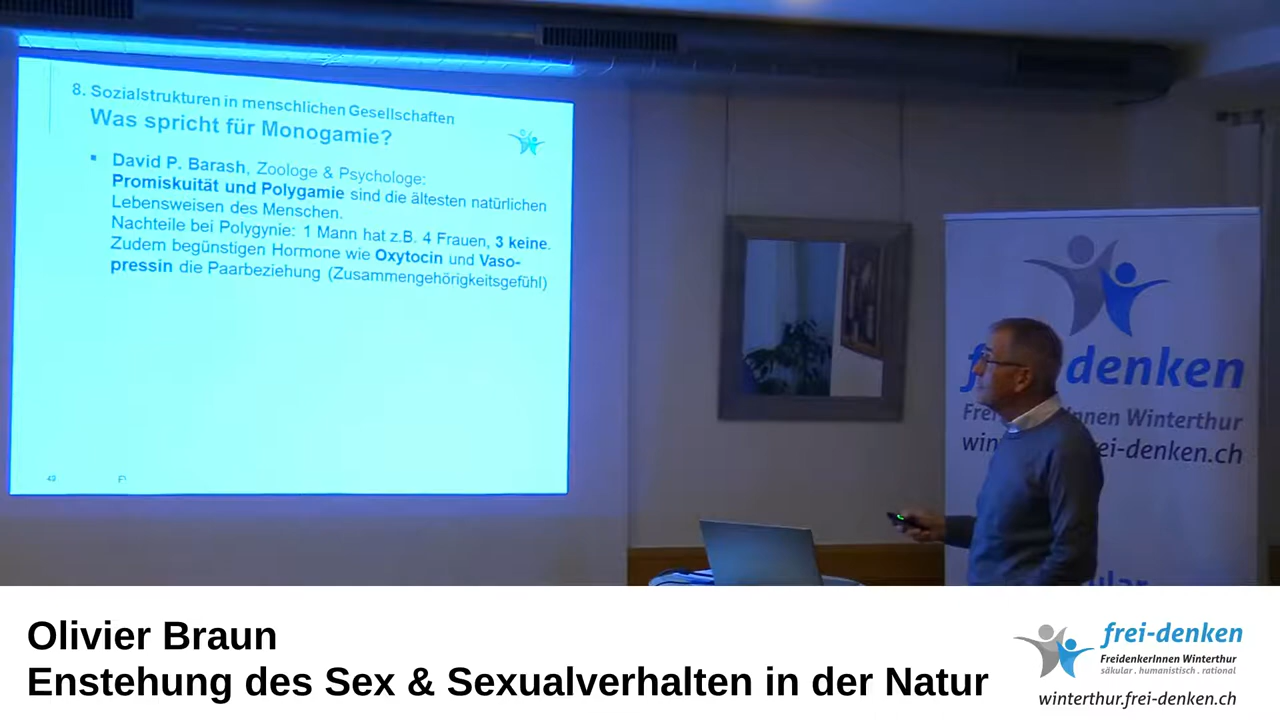 8. Sozialstrukturen in menschlichen Gesellschaften
Was spricht für Monogamie?
▪ David P. Barash, Zoologe & Psychologe:
Promiskuität und Polygamie sind die ältesten natürlichen
Lebensweisen des Menschen.
Nachteile bei Polygynie: 1 Mann hat z.B. 4 Frauen, 3 keine.
Zudem begünstigen Hormone wie Oxytocin und Vaso-
pressin die Paarbeziehung (Zusammengehörigkeitsgefühl)
49
denken
Winterthur
ei-denken.ch
Olivier Braun
Enstehung des Sex & Sexualverhalten in der Natur
frei-denken
FreidenkerInnen Winterthur
säkular . humanistisch . rational
winterthur.frei-denken.ch